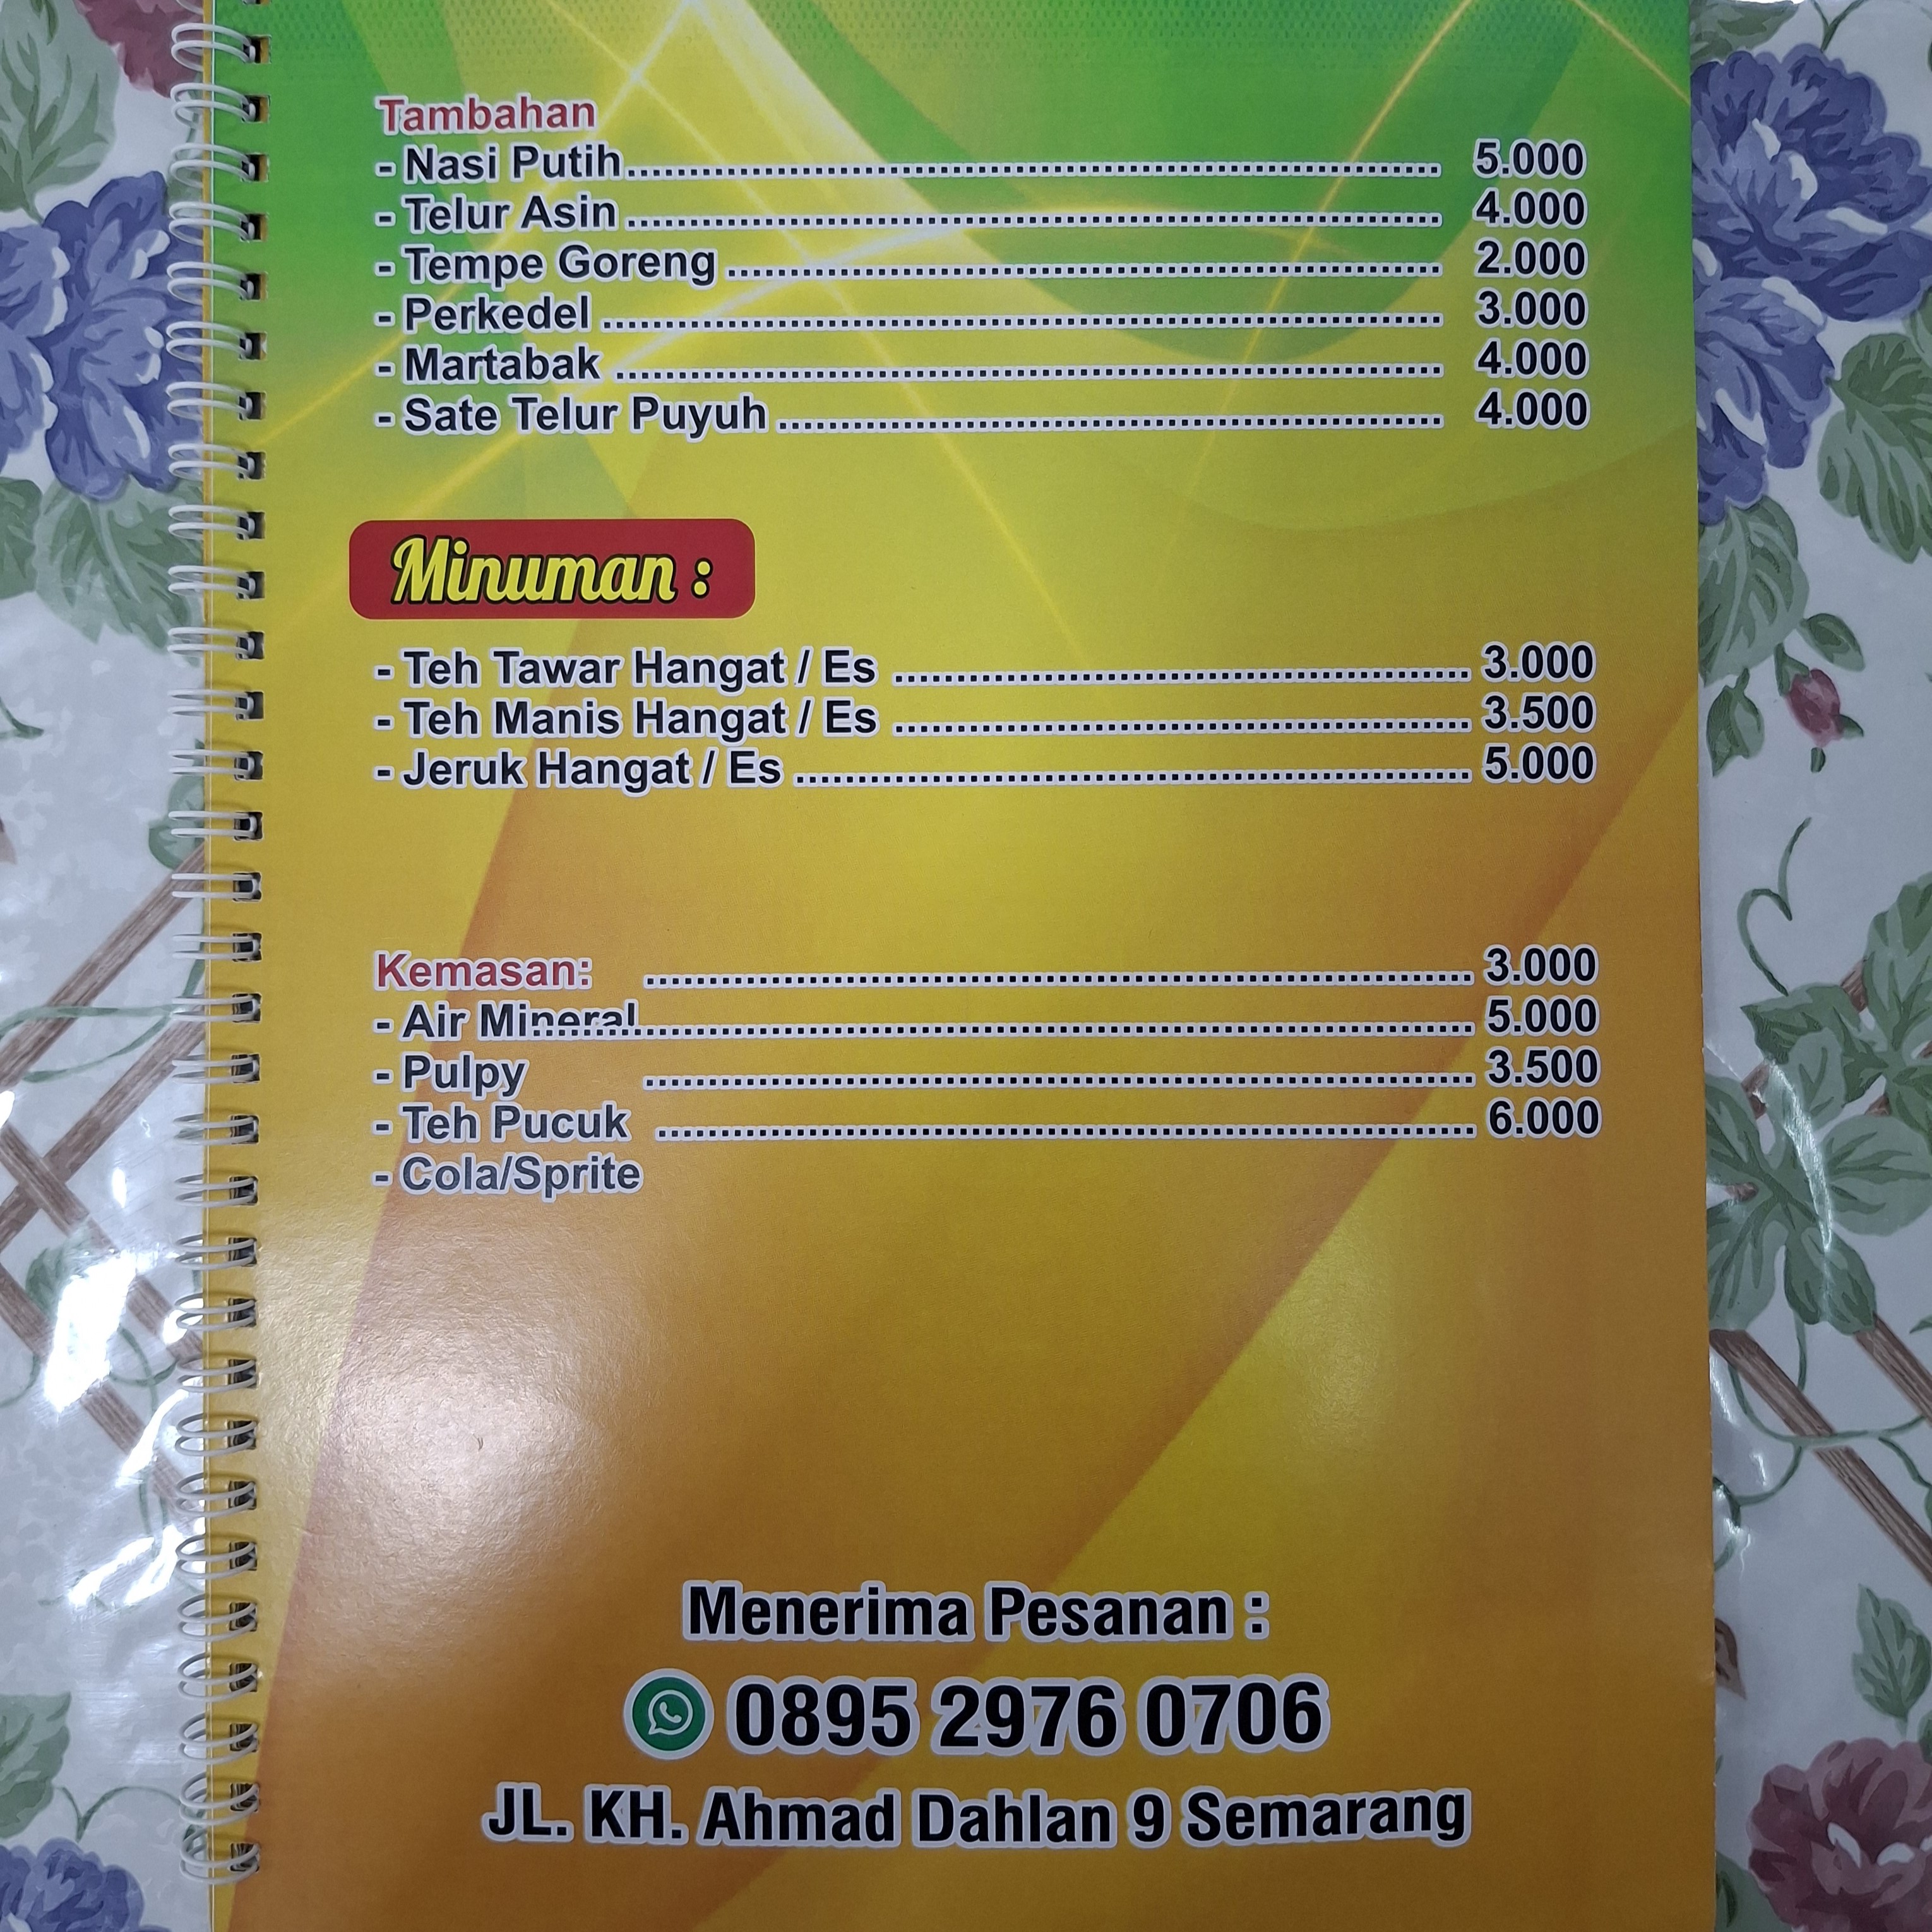 Tambahan
- Nasi Putih........................ 5.000
- Telur Asin........................ 4.000
- Tempe Goreng........................ 2.000
- Perkedel........................ 3.000
- Martabak........................ 4.000
- Sate Telur Puyuh........................ 4.000
Minuman :
- Teh Tawar Hangat / Es........................ 3.000
- Teh Manis Hangat / Es........................ 3.500
- Jeruk Hangat / Es........................ 5.000
Kemasan: ........................ 3.000
- Air Mineral........................ 5.000
- Pulpy ........................ 3.500
- Teh Pucuk ........................ 6.000
- Cola/Sprite
Menerima Pesanan :
0895 2976 0706
JL. KH. Ahmad Dahlan 9 Semarang